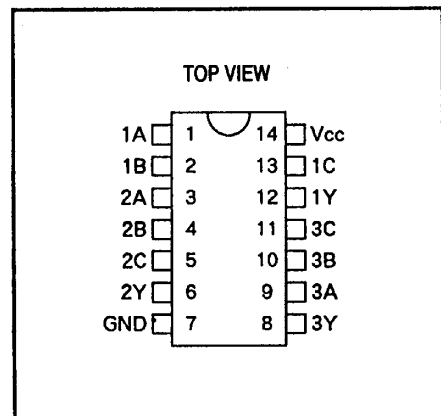 TOP VIEW
1A 1 14 Vcc
1B 2 13 1C
2A 3 12 1Y
2B 4 11 3C
2C 5 10 3B
2Y 6 9 3A
GND 7 8 3Y